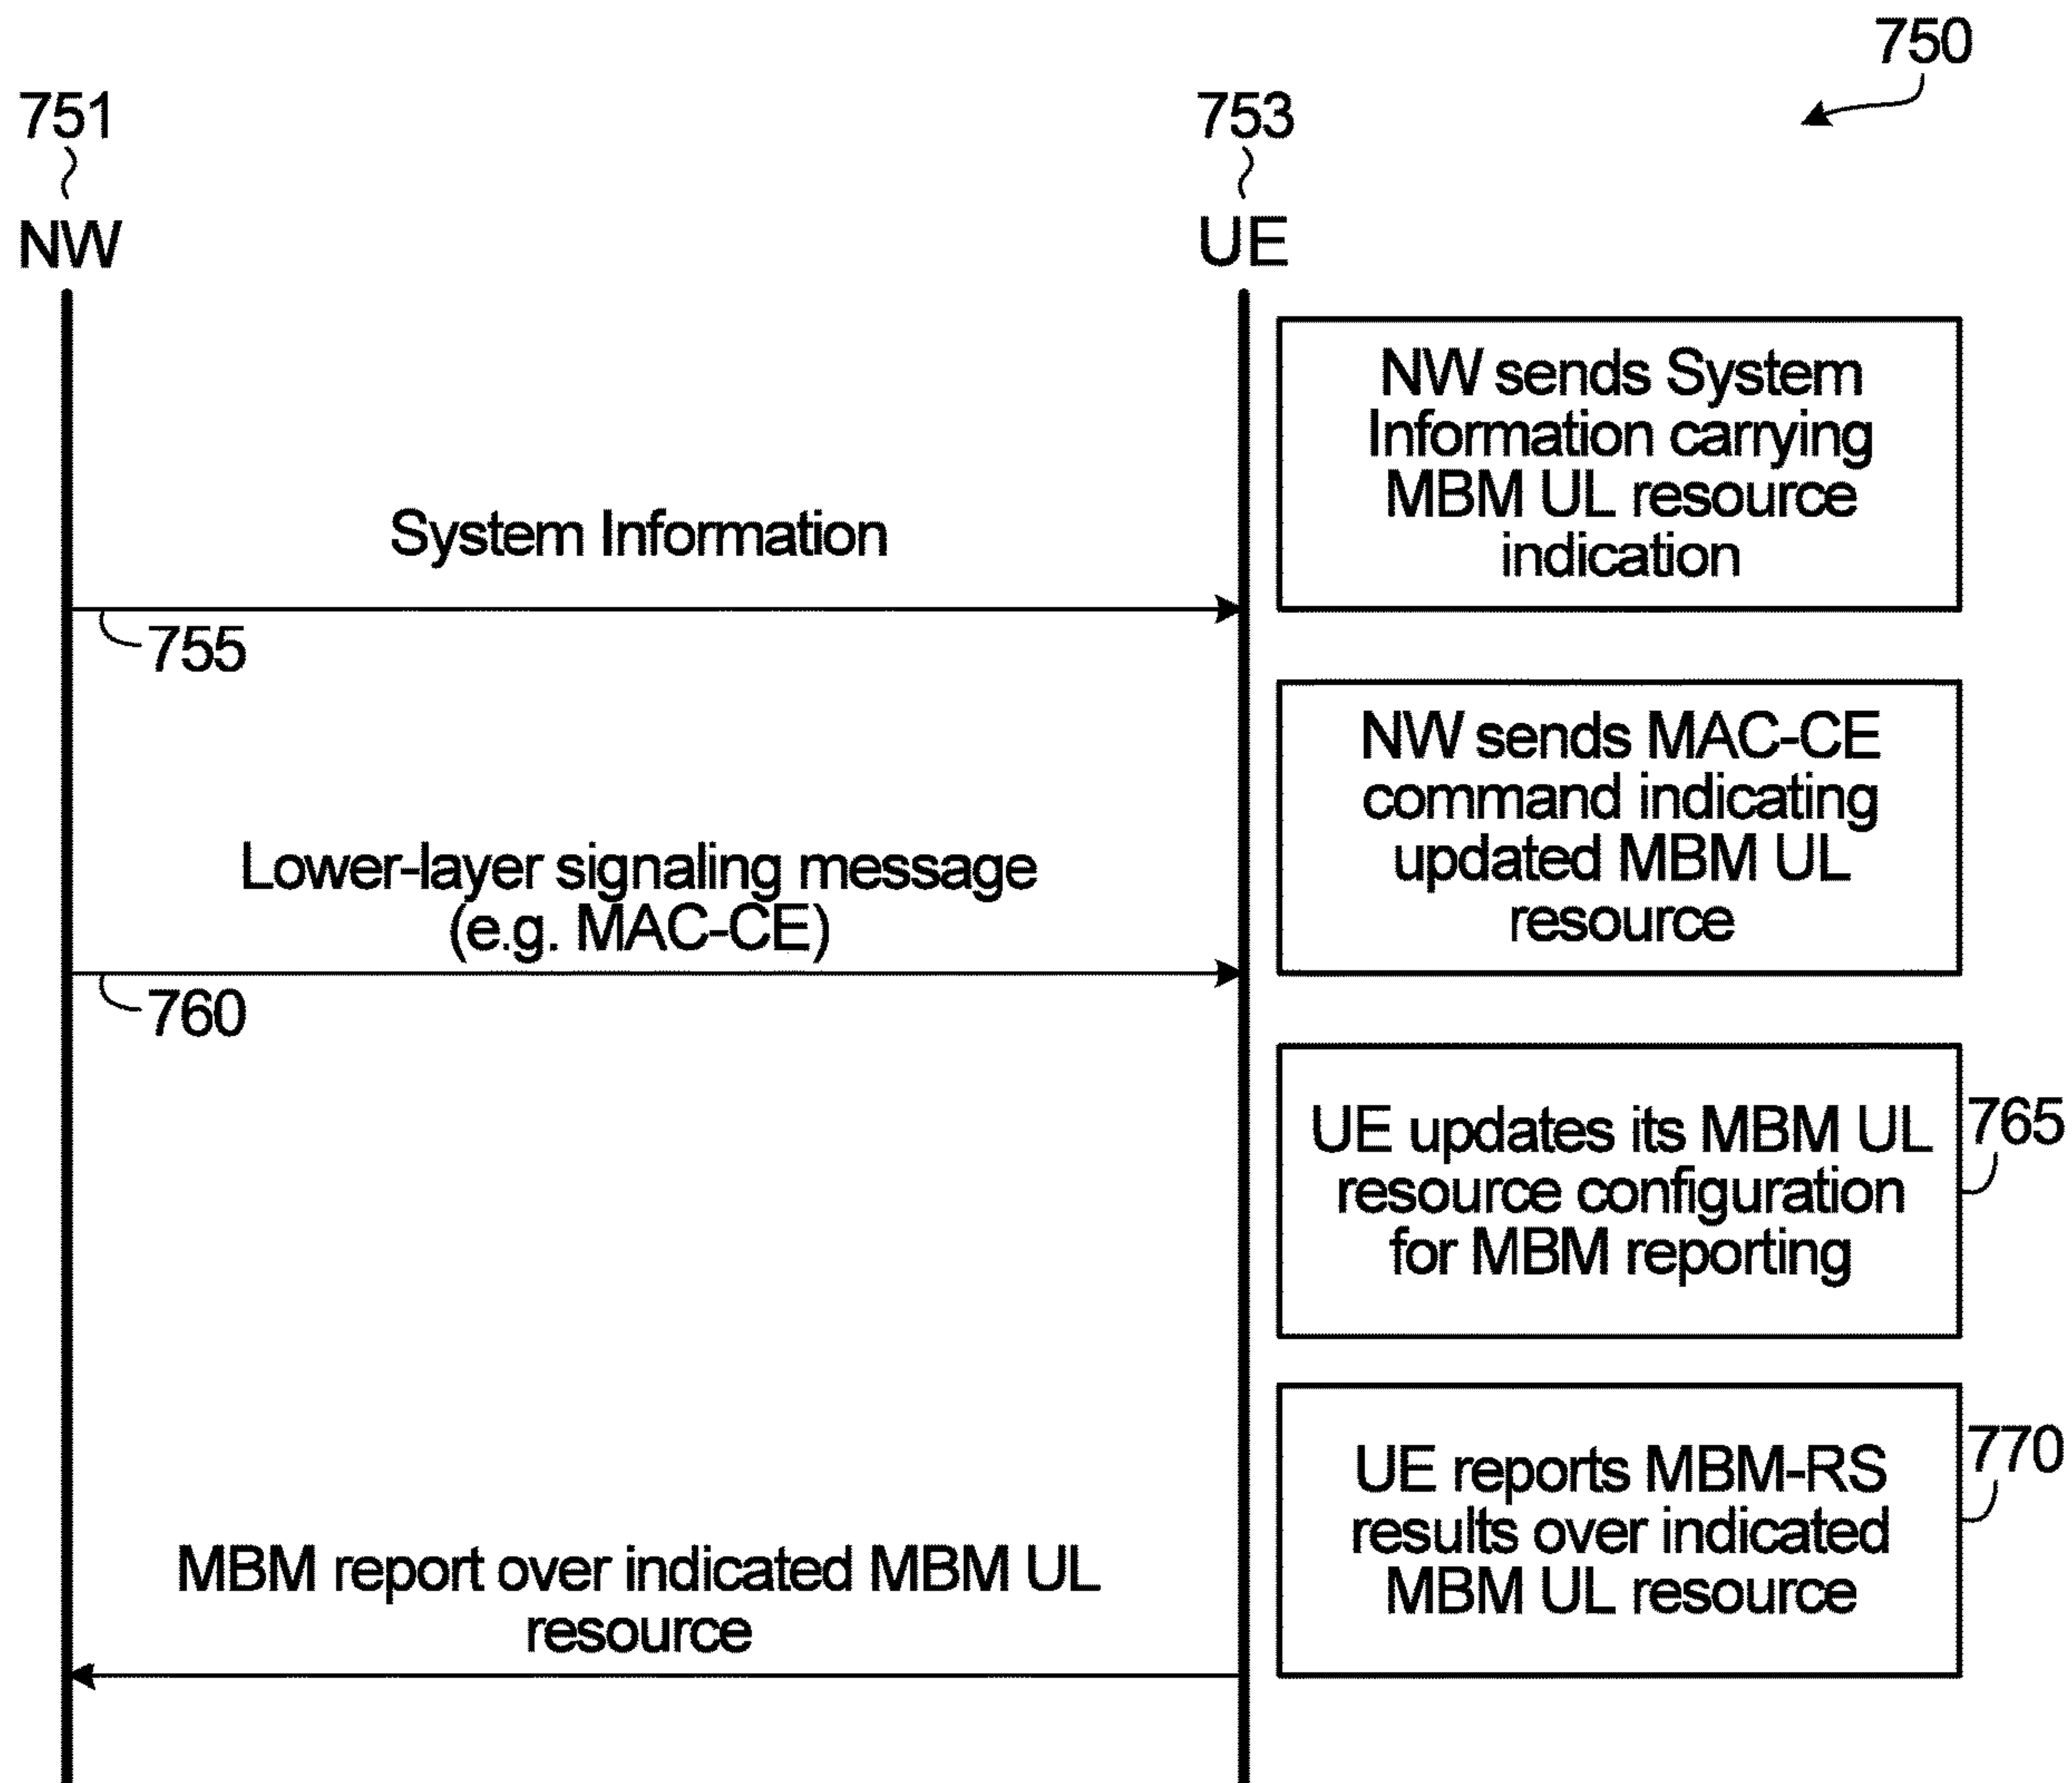 750
751
753
NW
UE
NW sends System
Information carrying
MBM UL resource
indication
System Information
755
NW sends MAC-CE
command indicating
updated MBM UL
resource
Lower-layer signaling message
(e.g. MAC-CE)
760
UE updates its MBM UL
resource configuration
for MBM reporting
765
UE reports MBM-RS
results over indicated
MBM UL resource
770
MBM report over indicated MBM UL
resource